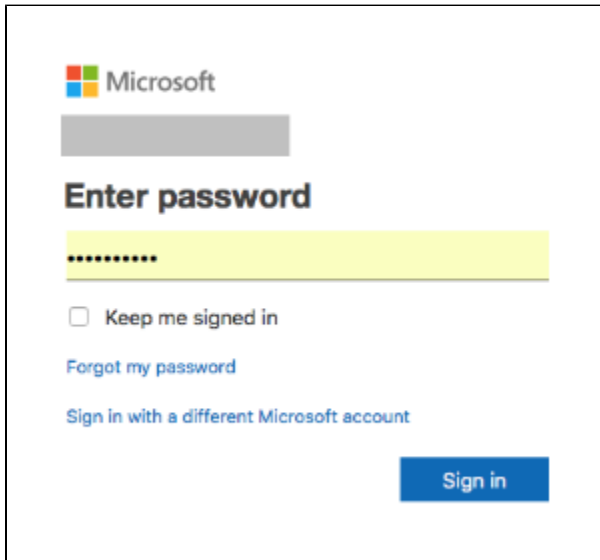 Microsoft
Enter password
••••••••••
Keep me signed in
Forgot my password
Sign in with a different Microsoft account
Sign in